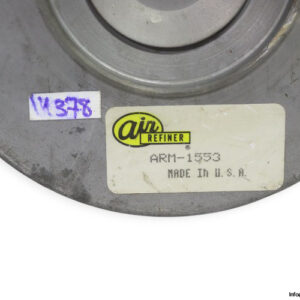 14378
air
REFINER
®
ARM-1553
MADE In U.S.A.